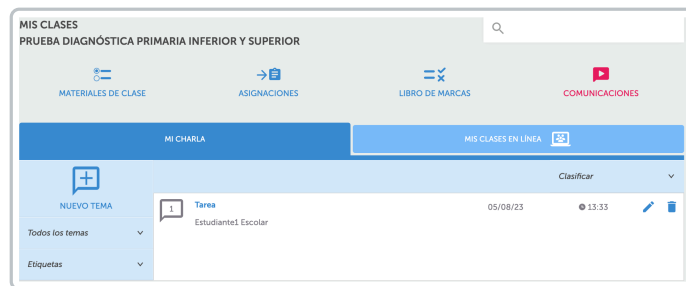 MIS CLASES
PRUEBA DIAGNÓSTICA PRIMARIA INFERIOR Y SUPERIOR
MATERIALES DE CLASE
ASIGNACIONES
LIBRO DE MARCAS
COMUNICACIONES
MI CHARLA
MIS CLASES EN LÍNEA
NUEVO TEMA
Clasificar
1 Tarea 05/08/23 13:33
Estudiante1 Escolar
Todos los temas
Etiquetas